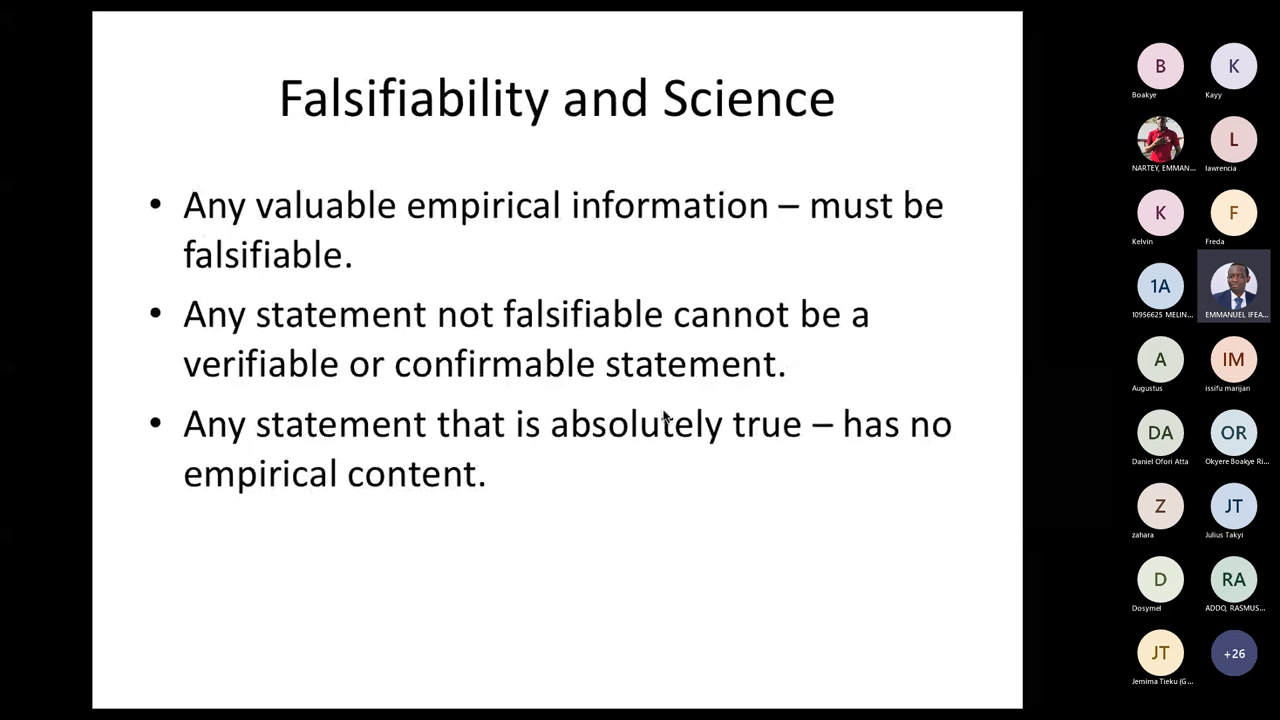 Falsifiability and Science
• Any valuable empirical information – must be
falsifiable.
• Any statement not falsifiable cannot be a
verifiable or confirmable statement.
• Any statement that is absolutely true – has no
empirical content.
B
Boakye
K
Kayy
NARTEY, EMMAN...
L
lawrencia
K
Kelvin
F
Freda
1A
10956625 MELIN...
EMMANUEL IFEA...
A
Augustus
IM
issifu marijan
DA
Daniel Ofori Atta
OR
Okyere Boakye Ri...
Z
zahara
JT
Julius Takyi
D
Dosymel
RA
ADDO, RASMUS...
JT
Jemima Tieku (G...
+26